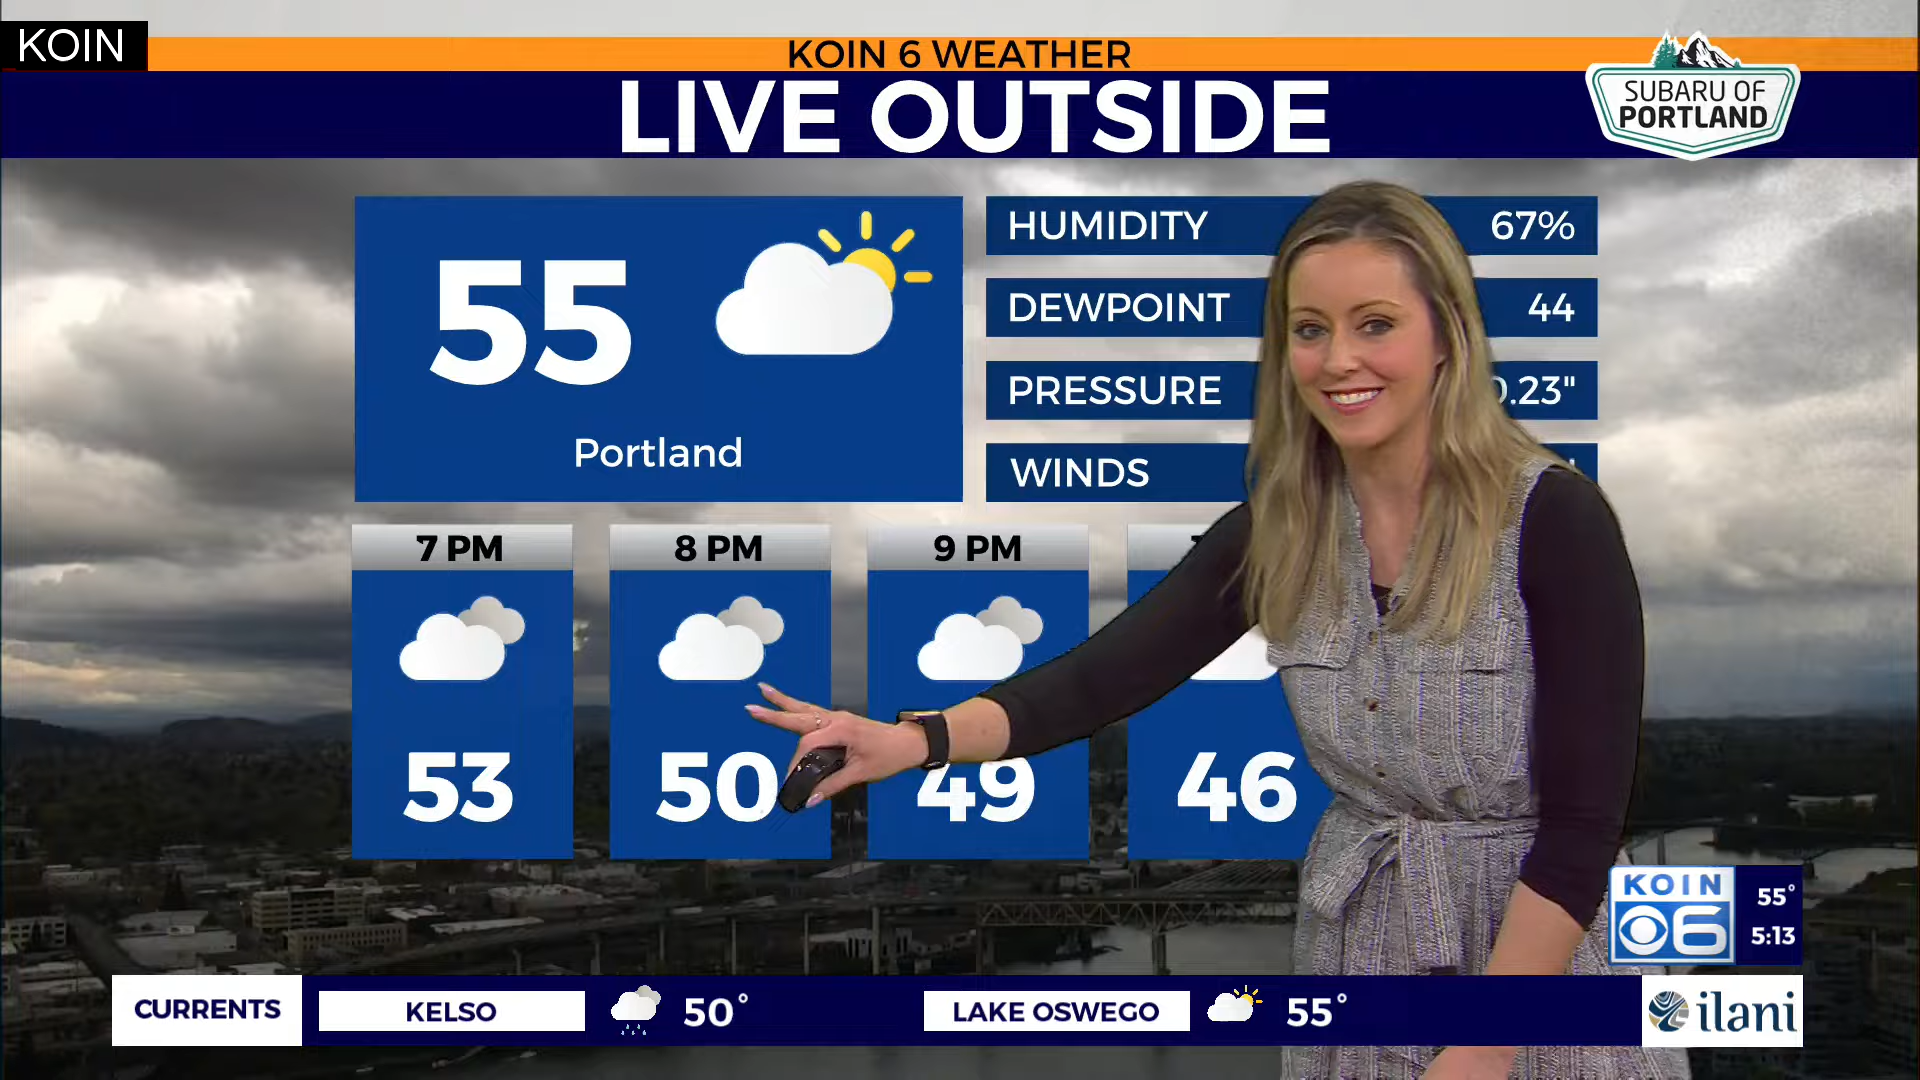 KOIN
KOIN 6 WEATHER
LIVE OUTSIDE
SUBARU OF
PORTLAND
55
Portland
HUMIDITY 67%
DEWPOINT 44
PRESSURE .23"
WINDS
7 PM 8 PM 9 PM
53 50 49 46
KOIN
6
55°
5:13
CURRENTS KELSO 50° LAKE OSWEGO 55°
ilani